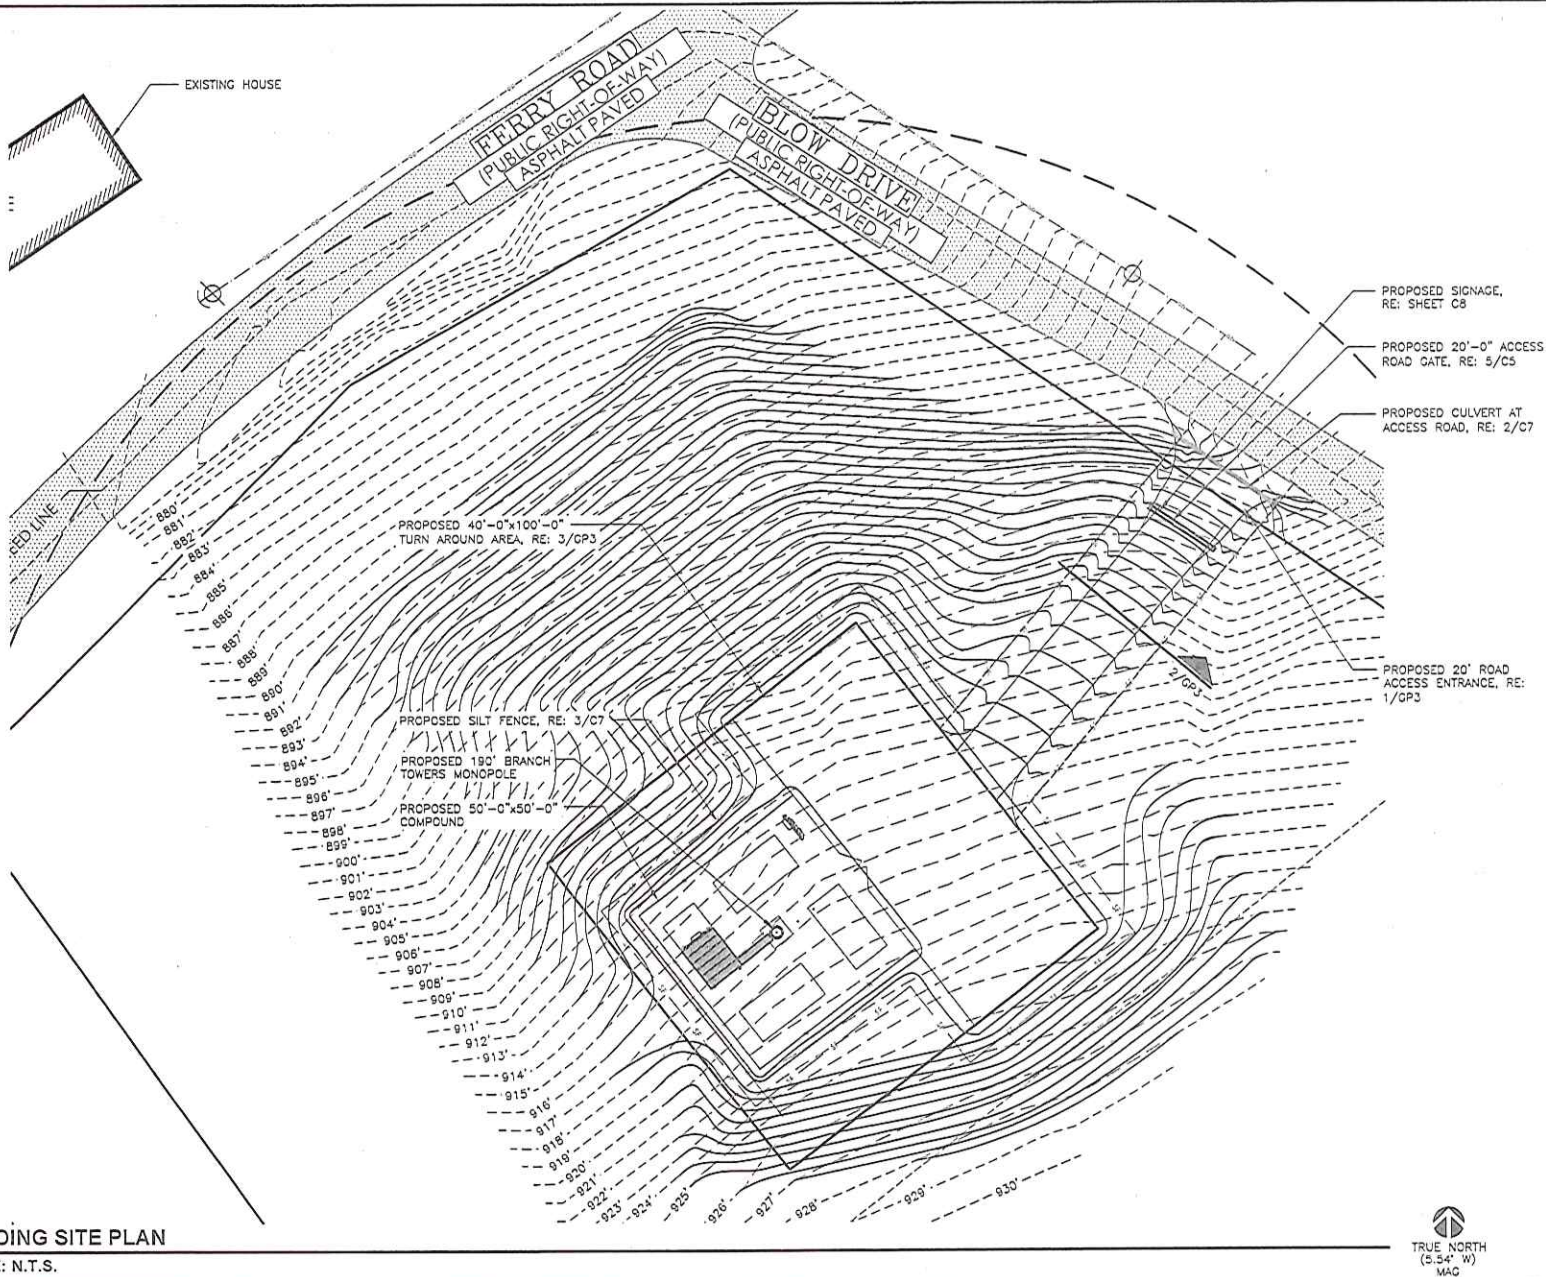 EXISTING HOUSE
FERRY ROAD
(PUBLIC RIGHT-OF-WAY)
ASPHALT PAVED
BLOW DRIVE
(PUBLIC RIGHT-OF-WAY)
ASPHALT PAVED
PROPOSED SIGNAGE,
RE: SHEET C8
PROPOSED 20'-0" ACCESS
ROAD GATE, RE: 5/C5
PROPOSED CULVERT AT
ACCESS ROAD, RE: 2/C7
PROPOSED 20' ROAD
ACCESS ENTRANCE, RE:
1/GP3
2/GP3
LINE
PROPOSED 40'-0"x100'-0"
TURN AROUND AREA, RE: 3/GP3
PROPOSED SILT FENCE, RE: 3/C7
PROPOSED 190' BRANCH
TOWERS MONOPOLE
PROPOSED 50'-0"x50'-0"
COMPOUND
880'
881'
882'
883'
884'
885'
886'
887'
888'
889'
890'
891'
892'
893'
894'
895'
896'
897'
898'
899'
900'
901'
902'
903'
904'
905'
906'
907'
908'
909'
910'
911'
912'
913'
914'
915'
916'
917'
918'
919'
920'
921'
922'
923'
924'
925'
926'
927'
928'
929'
930'
DING SITE PLAN
: N.T.S.
TRUE NORTH
(5.54° W)
MAG